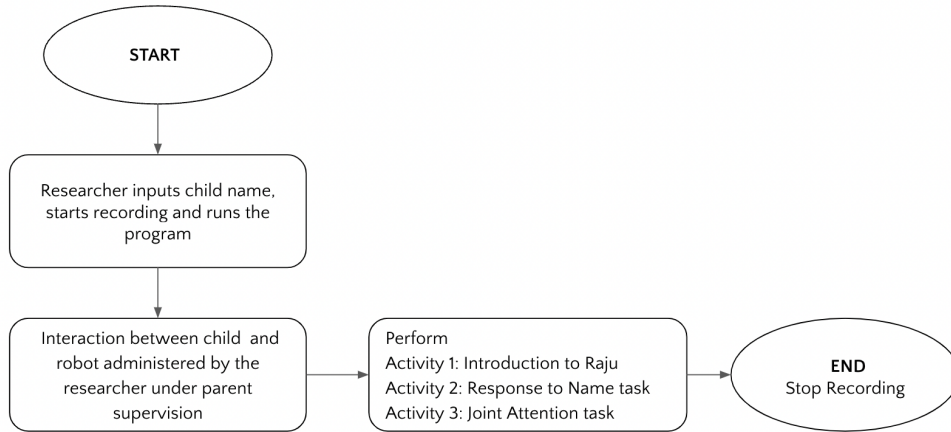 START
Researcher inputs child name,
starts recording and runs the
program
Interaction between child and
robot administered by the
researcher under parent
supervision
Perform
Activity 1: Introduction to Raju
Activity 2: Response to Name task
Activity 3: Joint Attention task
END
Stop Recording